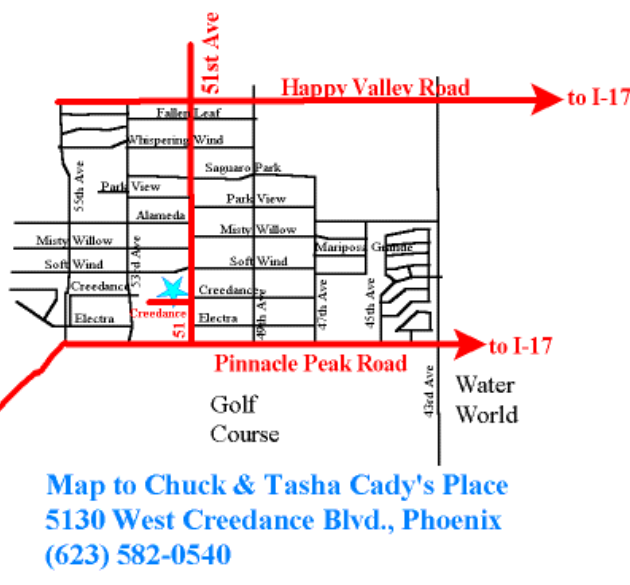 51st Ave
Happy Valley Road
to I-17
Fallen Leaf
Whispering Wind
Saguaro Park
55th Ave
Park View
Park View
Alameda
Misty Willow
Misty Willow
Mariposa Grande
53rd Ave
Soft Wind
Soft Wind
Creedance
Creedance
49th Ave
47th Ave
45th Ave
Creedance
Electra
51
Electra
to I-17
Pinnacle Peak Road
43rd Ave
Water
World
Golf
Course
Map to Chuck & Tasha Cady's Place
5130 West Creedance Blvd., Phoenix
(623) 582-0540